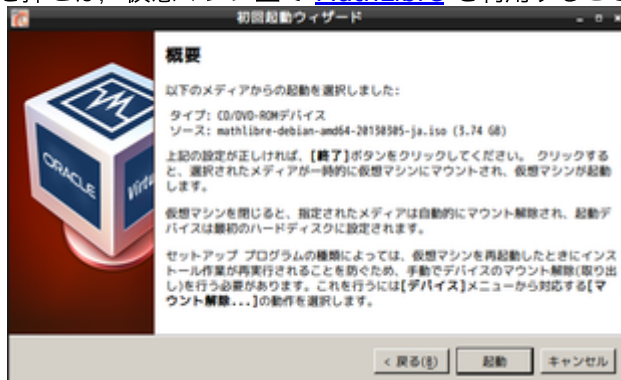 初回起動ウィザード
概要
以下のメディアからの起動を選択しました:
タイプ: CD/DVD-ROMデバイス
ソース: mathlibre-debian-amd64-20130305-ja.iso (3.74 GB)
上記の設定が正しければ、[終了]ボタンをクリックしてください。 クリックする
と、選択されたメディアが一時的に仮想マシンにマウントされ、仮想マシンが起動
します。
仮想マシンを閉じると、指定されたメディアは自動的にマウント解除され、起動デ
バイスは最初のハードディスクに設定されます。
セットアップ プログラムの種類によっては、仮想マシンを再起動したときにインス
トール作業が再実行されることを防ぐため、手動でデバイスのマウント解除(取り出
し)を行う必要があります。これを行うには[デバイス]メニューから対応する[マ
ウント解除...]の動作を選択します。
ORACLE
Virtu
< 戻る(B)
起動
キャンセル